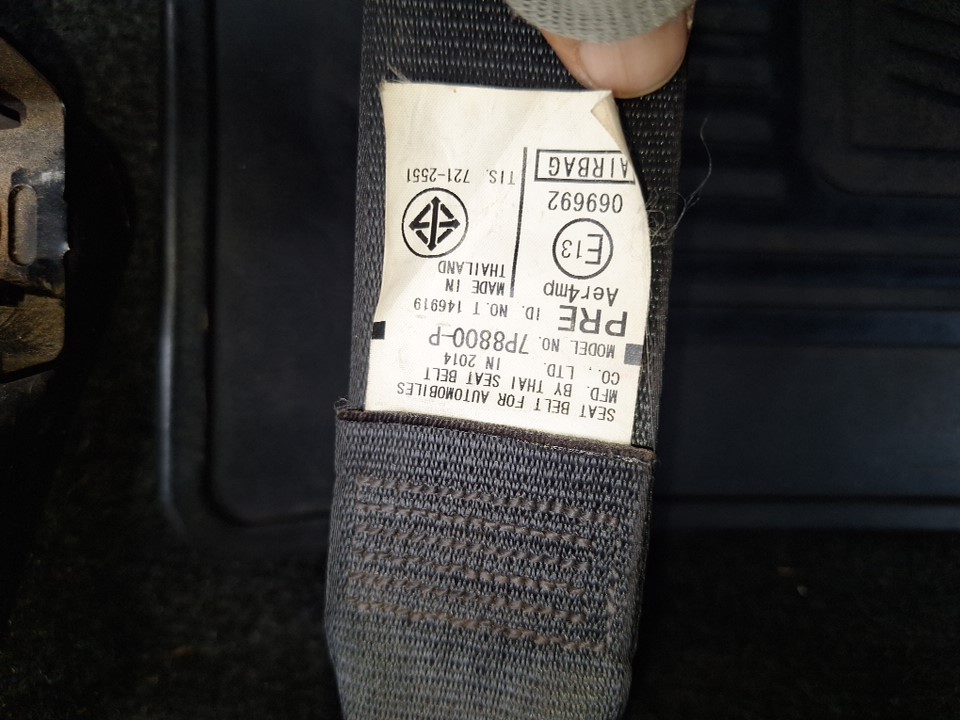 SEAT BELT FOR AUTOMOBILES
MFD. BY THAI SEAT BELT
CO., LTD. IN 2014
MODEL NO. 7P8800-P
PRE ID. NO. T 146919
Aer4mp
E13
069692
AIRBAG
MADE IN
THAILAND
TIS. 721-2551